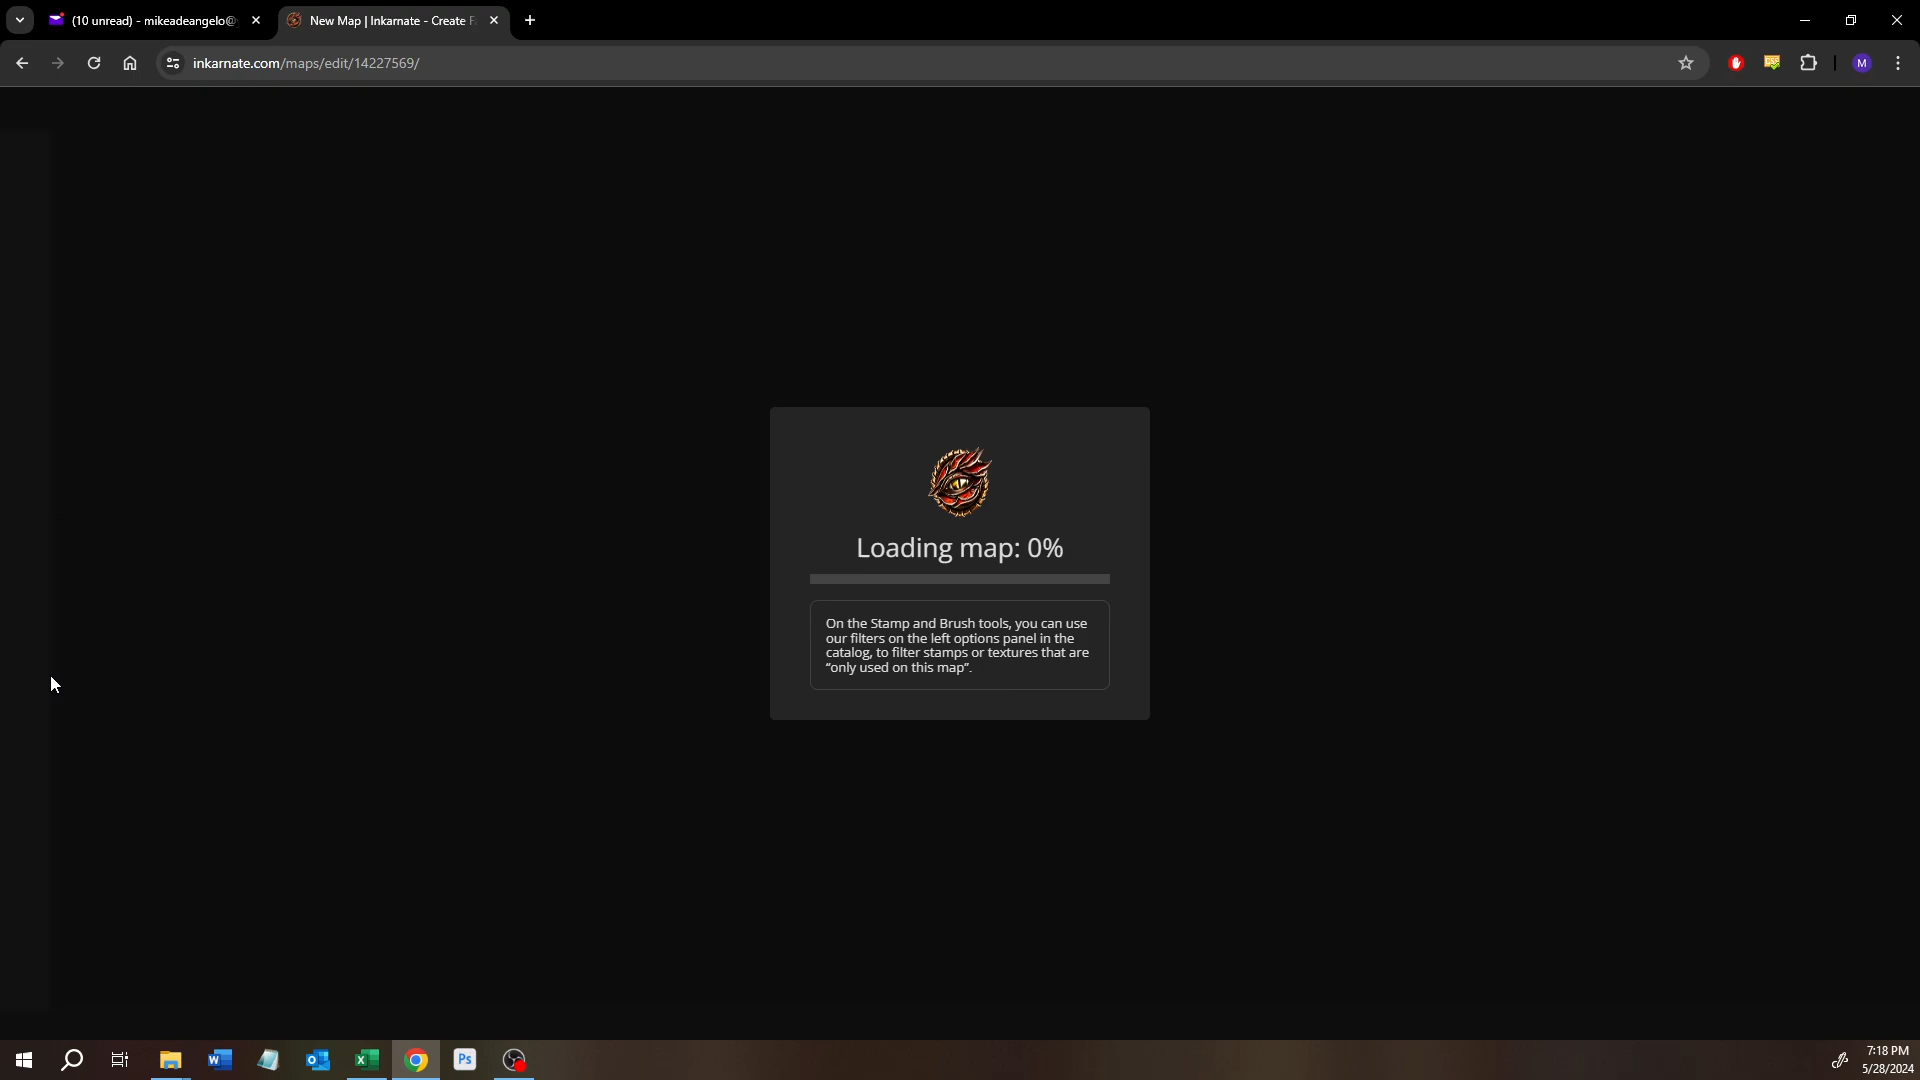 (10 unread) - mikeadeangelo@
New Map | Inkarnate - Create F
inkarnate.com/maps/edit/14227569/
M
Loading map: 0%
On the Stamp and Brush tools, you can use
our filters on the left options panel in the
catalog, to filter stamps or textures that are
“only used on this map”.
Ps
7:18 PM
5/28/2024